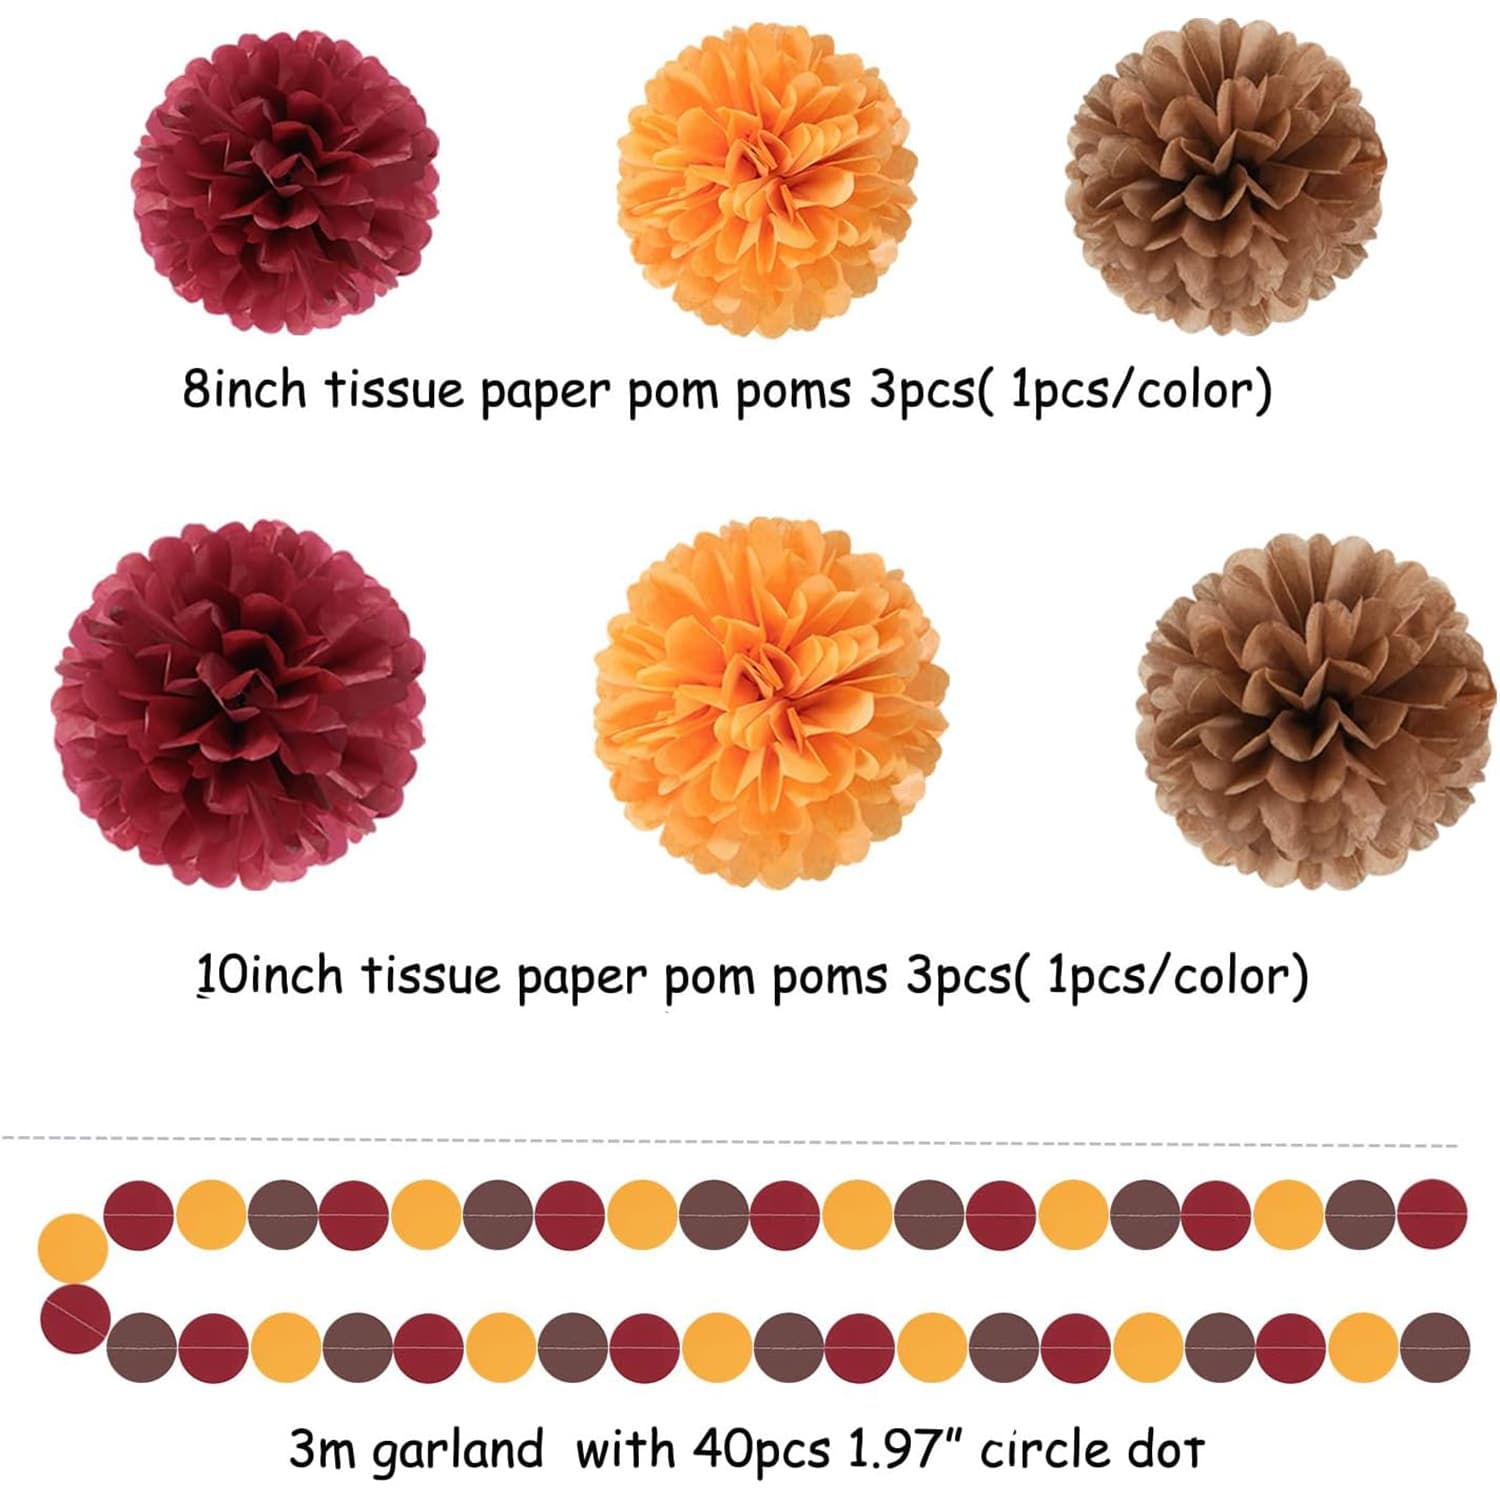 8inch tissue paper pom poms 3pcs( 1pcs/color)
10inch tissue paper pom poms 3pcs( 1pcs/color)
3m garland  with 40pcs 1.97" circle dot